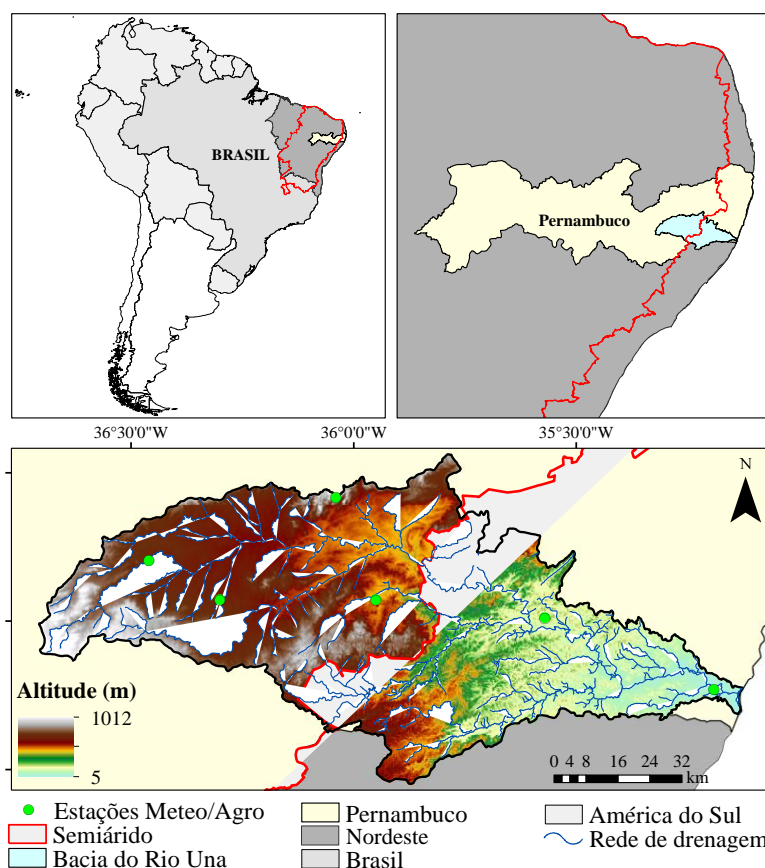 BRASIL
Pernambuco
36°30'0"W 36°0'0"W 35°30'0"W
N
Altitude (m)
1012
5
0 4 8 16 24 32
km
Estações Meteo/Agro
Pernambuco
América do Sul
Semiárido
Nordeste
Rede de drenagem
Bacia do Rio Una
Brasil